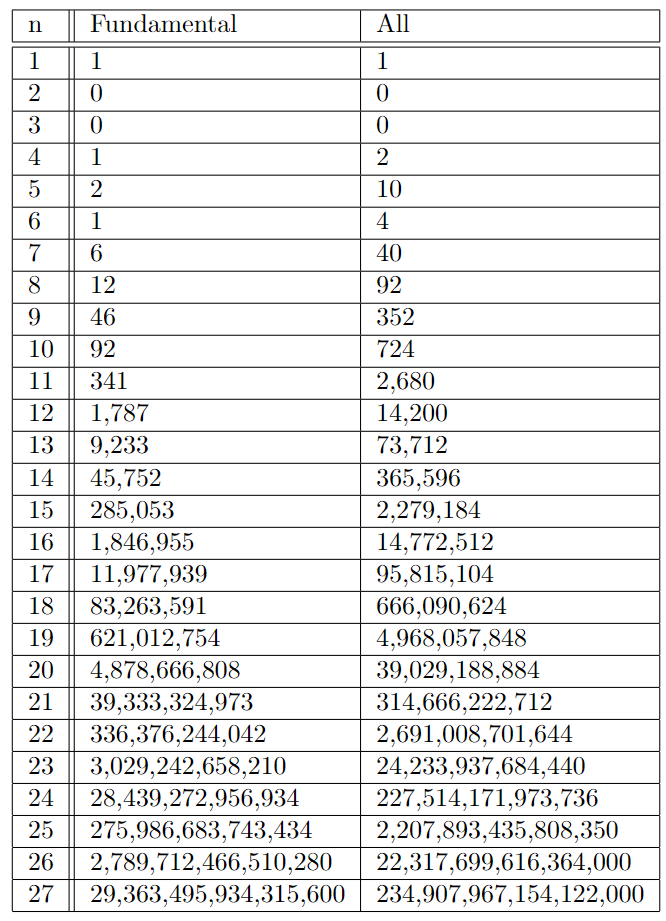 n Fundamental All
1 1 1
2 0 0
3 0 0
4 1 2
5 2 10
6 1 4
7 6 40
8 12 92
9 46 352
10 92 724
11 341 2,680
12 1,787 14,200
13 9,233 73,712
14 45,752 365,596
15 285,053 2,279,184
16 1,846,955 14,772,512
17 11,977,939 95,815,104
18 83,263,591 666,090,624
19 621,012,754 4,968,057,848
20 4,878,666,808 39,029,188,884
21 39,333,324,973 314,666,222,712
22 336,376,244,042 2,691,008,701,644
23 3,029,242,658,210 24,233,937,684,440
24 28,439,272,956,934 227,514,171,973,736
25 275,986,683,743,434 2,207,893,435,808,350
26 2,789,712,466,510,280 22,317,699,616,364,000
27 29,363,495,934,315,600 234,907,967,154,122,000